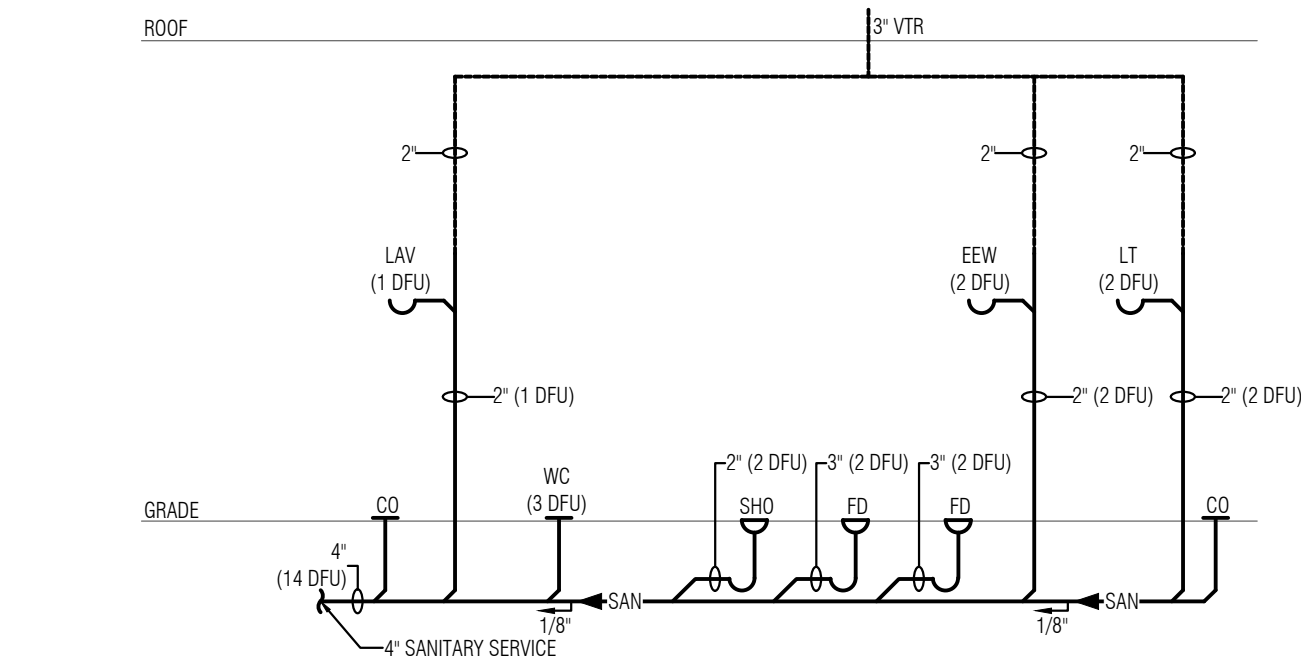 ROOF
3" VTR
2"
2"
2"
LAV
(1 DFU)
EEW
(2 DFU)
LT
(2 DFU)
2" (1 DFU)
2" (2 DFU)
2" (2 DFU)
2" (2 DFU)
3" (2 DFU)
3" (2 DFU)
WC
(3 DFU)
GRADE
CO
SHO
FD
FD
CO
4"
(14 DFU)
SAN
SAN
1/8"
1/8"
4" SANITARY SERVICE